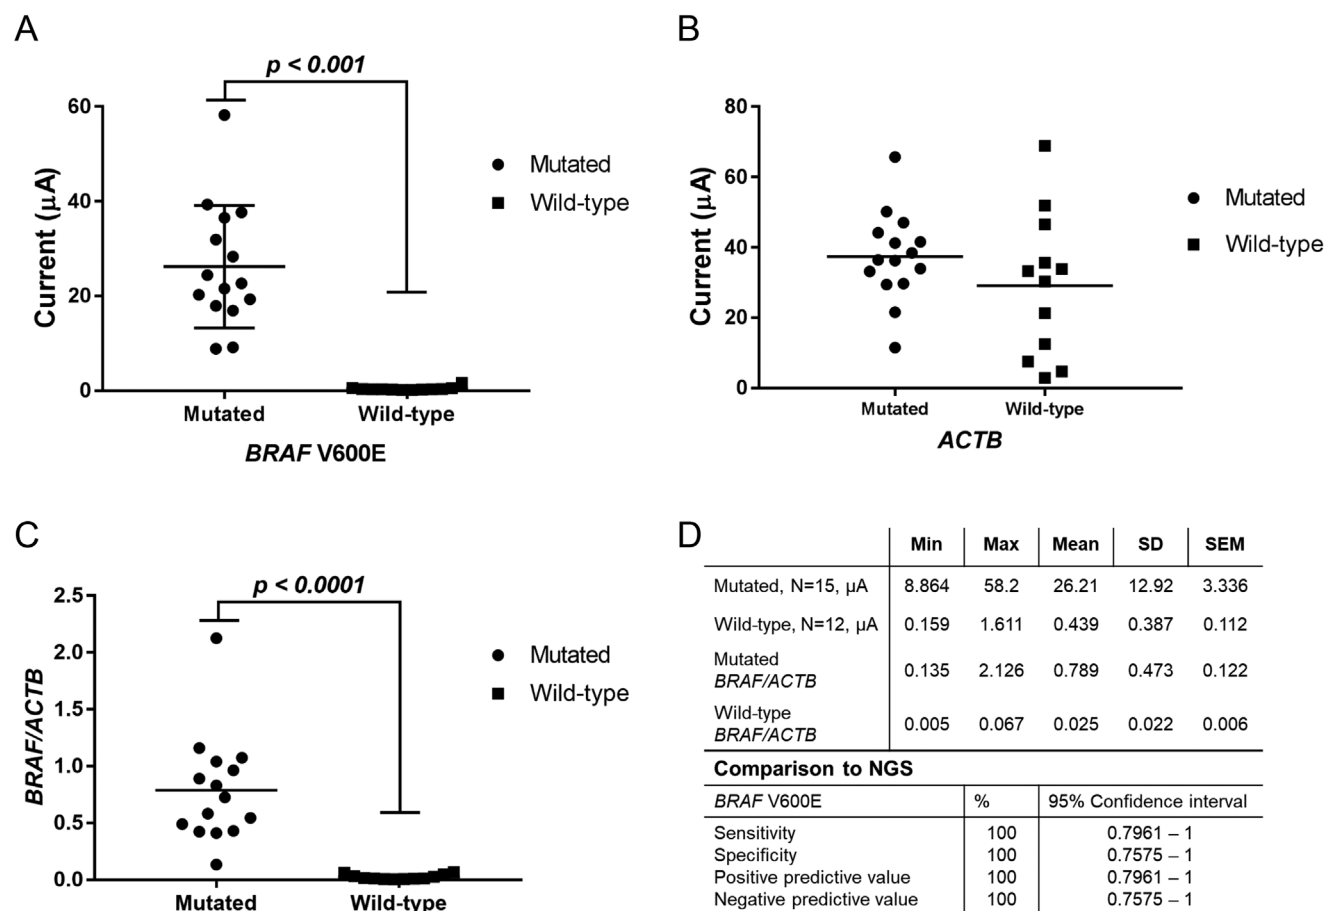 A
p < 0.001
60
40
20
0
Current (µA)
Mutated
Wild-type
Mutated
Wild-type
BRAF V600E
B
80
60
40
20
0
Current (µA)
Mutated
Wild-type
Mutated
Wild-type
ACTB
C
p < 0.0001
2.5
2.0
1.5
1.0
0.5
0.0
BRAF/ACTB
Mutated
Wild-type
Mutated
Wild-type
D
Min Max Mean SD SEM
Mutated, N=15, µA 8.864 58.2 26.21 12.92 3.336
Wild-type, N=12, µA 0.159 1.611 0.439 0.387 0.112
Mutated
BRAF/ACTB 0.135 2.126 0.789 0.473 0.122
Wild-type
BRAF/ACTB 0.005 0.067 0.025 0.022 0.006
Comparison to NGS
BRAF V600E % 95% Confidence interval
Sensitivity 100 0.7961 – 1
Specificity 100 0.7575 – 1
Positive predictive value 100 0.7961 – 1
Negative predictive value 100 0.7575 – 1